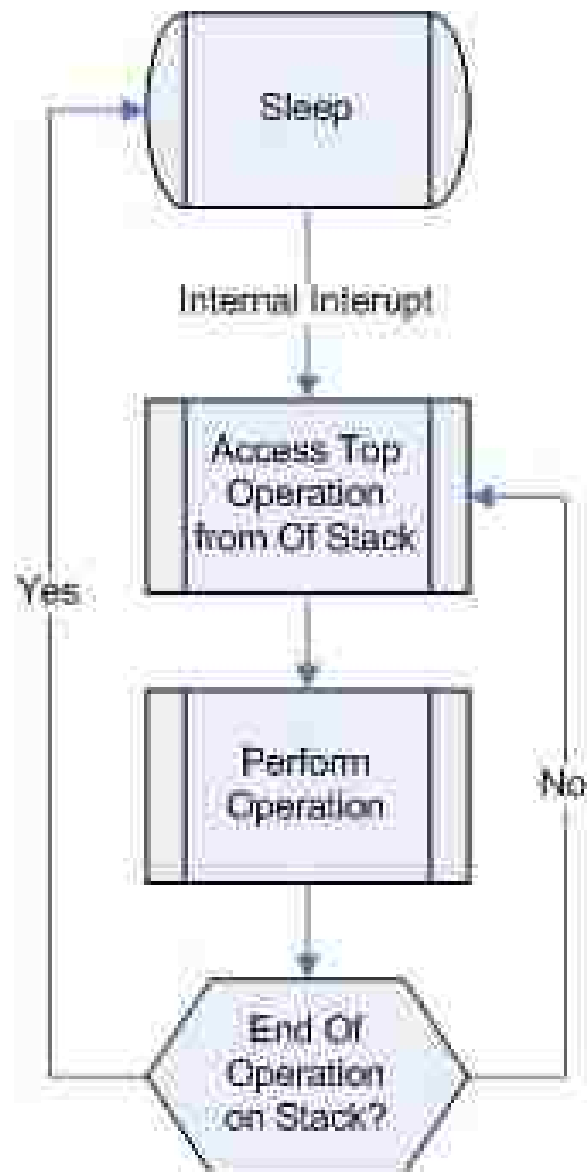 Sleep
Internal Interupt
Access Top
Operation
from Of Stack
Yes
Perform
Operation
No
End Of
Operation
on Stack?